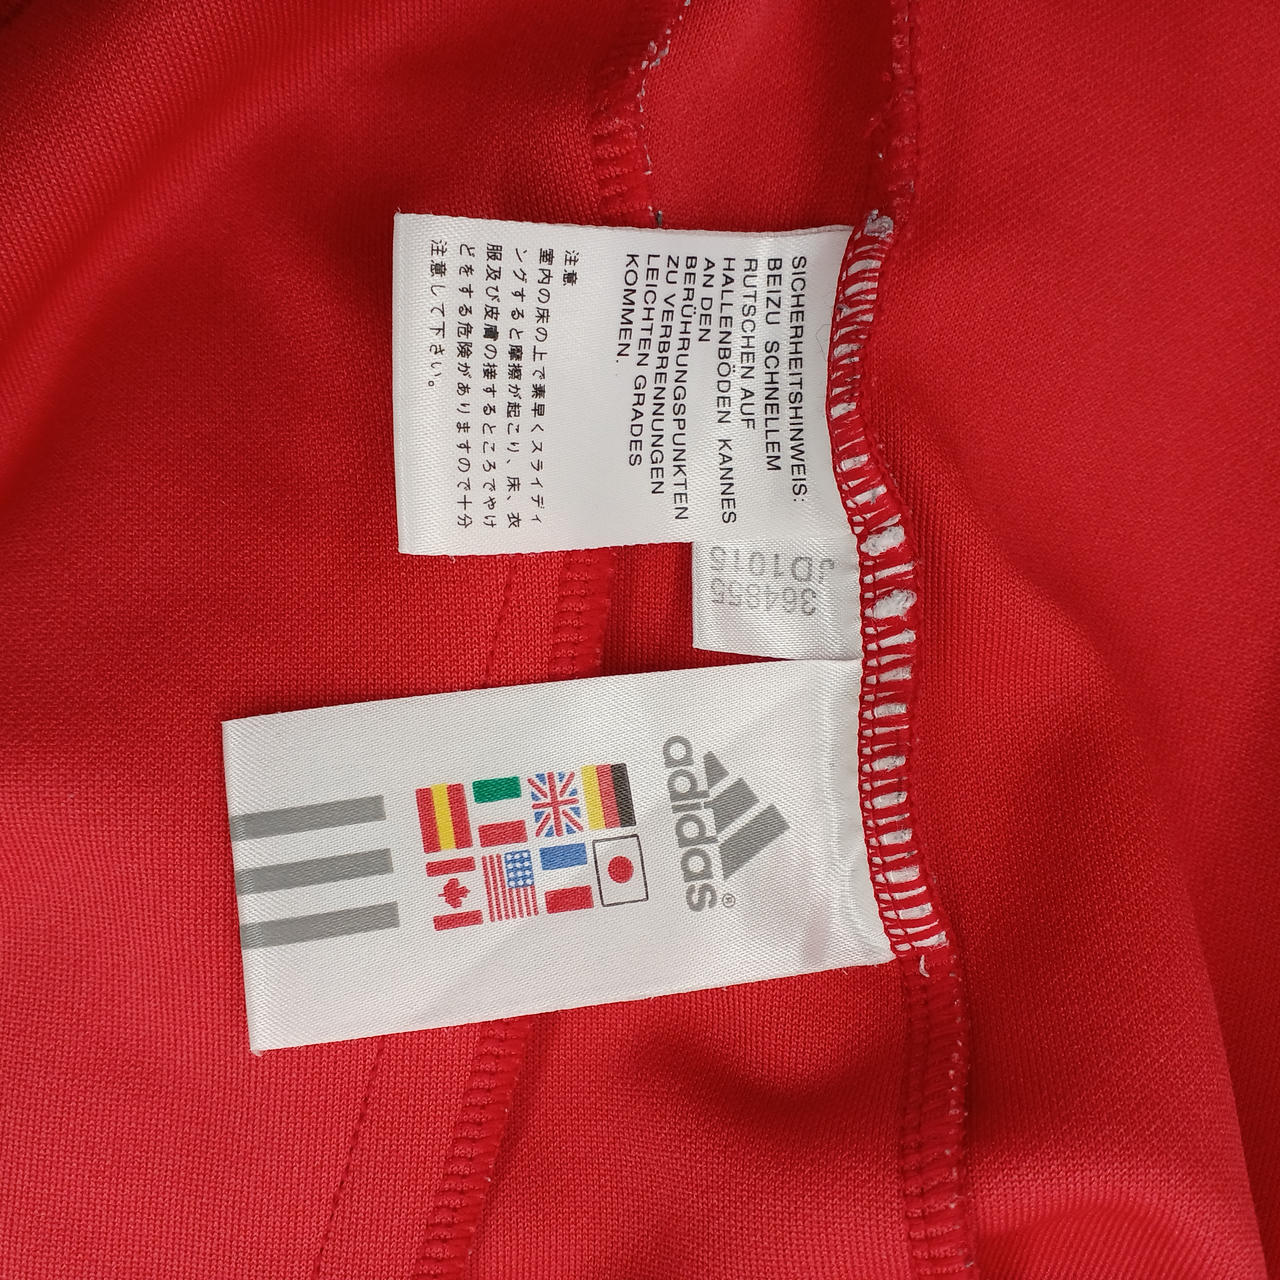 SICHERHEITSHINWEIS:
BEIZU SCHNELLEM
RUTSCHEN AUF
HALLENBÖDEN KANNES
AN DEN
BERÜHRUNGSPUNKTEN
ZU VERBRENNUNGEN
LEICHTEN GRADES
KOMMEN.
注意
室内の床の上で素早くスライディ
ングすると摩擦が起こり、床、衣
服及び皮膚の接するところでやけ
どをする危険がありますので十分
注意して下さい。
364855
JD1015
adidas®